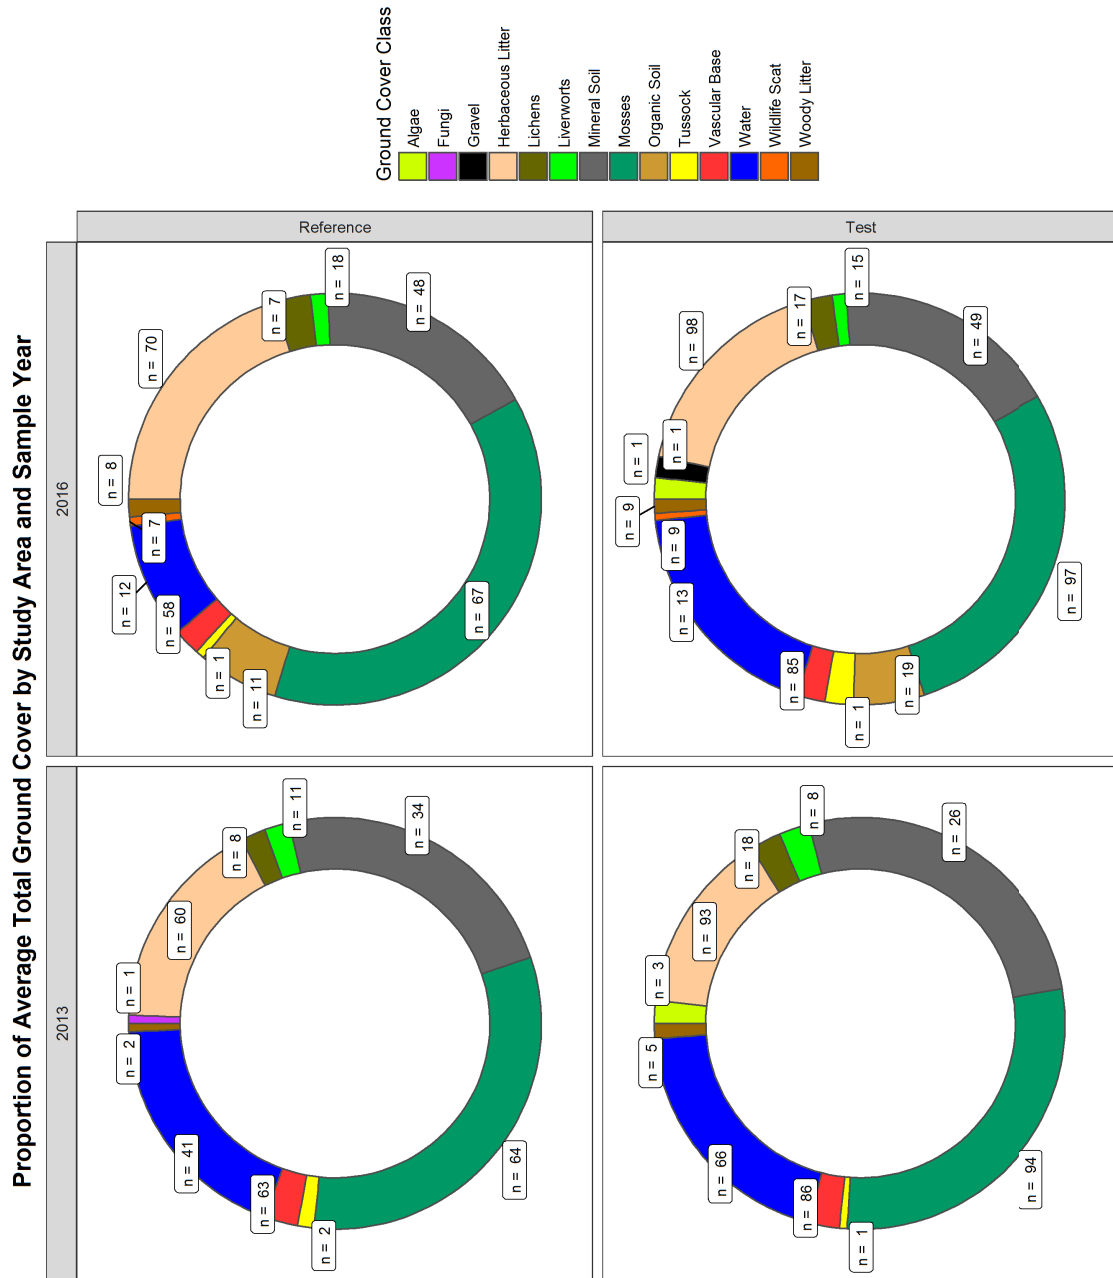 Proportion of Average Total Ground Cover by Study Area and Sample Year
2013
2016
n = 2
n = 1
n = 60
n = 41
n = 8
n = 63
n = 11
n = 2
n = 34
n = 64
n = 8
n = 12
n = 70
n = 7
n = 58
n = 1
n = 11
n = 7
n = 18
n = 48
n = 67
Reference
n = 5
n = 3
n = 93
n = 66
n = 18
n = 86
n = 8
n = 1
n = 26
n = 94
n = 9
n = 1
n = 9
n = 1
n = 13
n = 98
n = 85
n = 17
n = 1
n = 15
n = 19
n = 49
n = 97
Test
Ground Cover Class
Algae
Fungi
Gravel
Herbaceous Litter
Lichens
Liverworts
Mineral Soil
Mosses
Organic Soil
Tussock
Vascular Base
Water
Wildlife Scat
Woody Litter